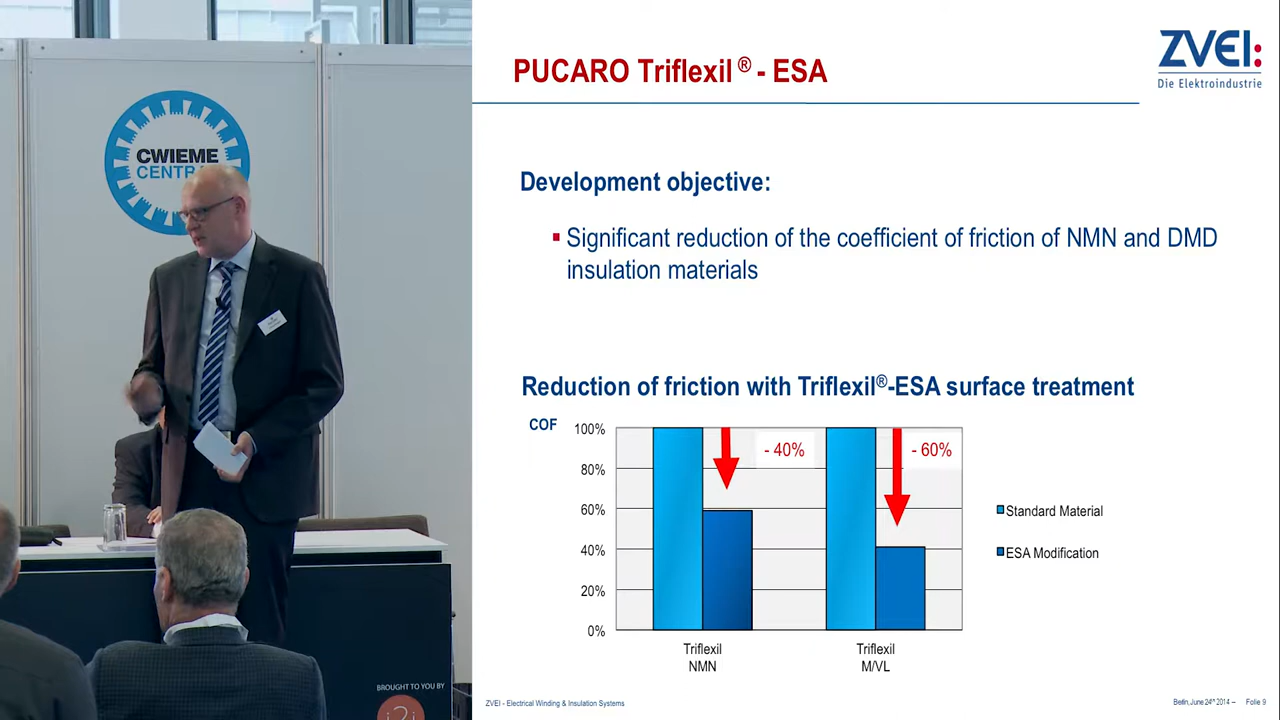 CWIEME
BROUGHT TO YOU BY
PUCARO Triflexil ® - ESA
ZVEI:
Die Elektroindustrie
Development objective:
Significant reduction of the coefficient of friction of NMN and DMD
insulation materials
Reduction of friction with Triflexil®-ESA surface treatment
COF
100%
80%
60%
40%
20%
0%
- 40%
- 60%
Standard Material
ESA Modification
Triflexil
NMN
Triflexil
M/VL
ZVEI - Electrical Winding & Insulation Systems
Berlin, June 24th 2014 – Folie 9